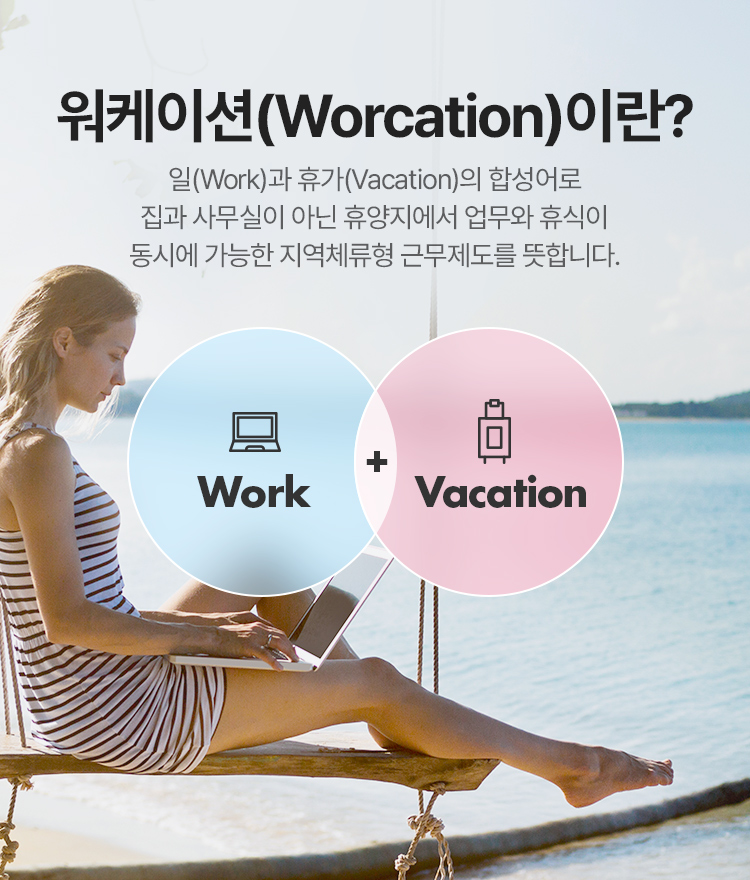 워케이션(Worcation)이란?
일(Work)과 휴가(Vacation)의 합성어로
집과 사무실이 아닌 휴양지에서 업무와 휴식이
동시에 가능한 지역체류형 근무제도를 뜻합니다.
Work + Vacation